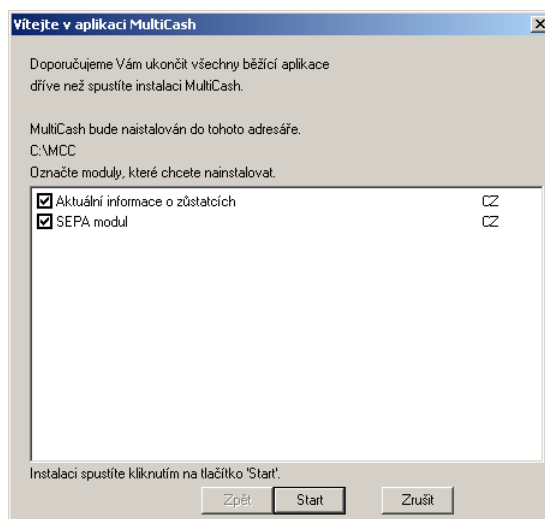 Vítejte v aplikaci MultiCash
Doporučujeme Vám ukončit všechny běžící aplikace
dříve než spustíte instalaci MultiCash.
MultiCash bude naistalován do tohoto adresáře.
C:\MCC
Označte moduly, které chcete nainstalovat.
Aktuální informace o zůstatcích CZ
SEPA modul CZ
Instalaci spustíte kliknutím na tlačítko 'Start'.
Zpět Start Zrušit